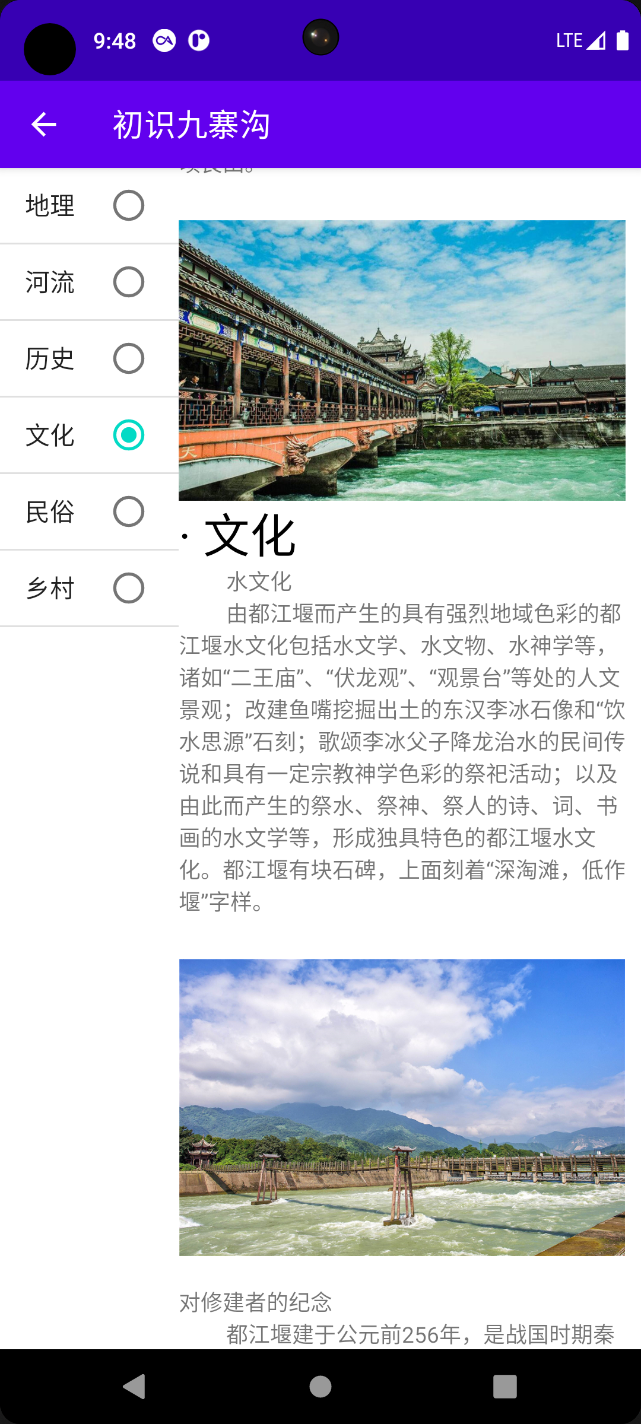 9:48
LTE
初识九寨沟
地理
河流
历史
文化
民俗
乡村
· 文化
水文化
由都江堰而产生的具有强烈地域色彩的都
江堰水文化包括水文学、水文物、水神学等，
诸如“二王庙”、“伏龙观”、“观景台”等处的人文
景观；改建鱼嘴挖掘出土的东汉李冰石像和“饮
水思源”石刻；歌颂李冰父子降龙治水的民间传
说和具有一定宗教神学色彩的祭祀活动；以及
由此而产生的祭水、祭神、祭人的诗、词、书
画的水文学等，形成独具特色的都江堰水文
化。都江堰有块石碑，上面刻着“深淘滩，低作
堰”字样。
对修建者的纪念
都江堰建于公元前256年，是战国时期秦